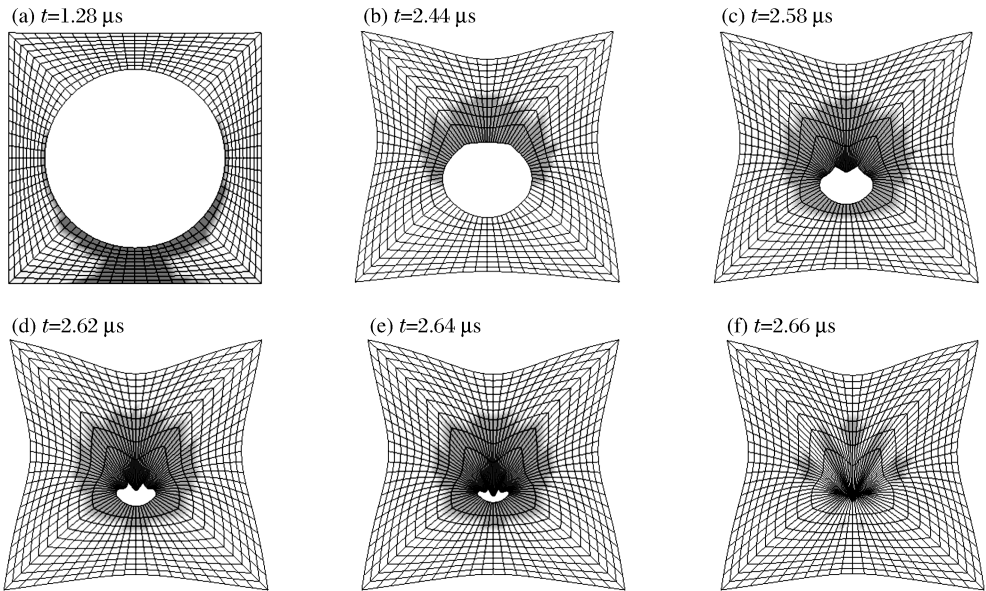 (a) t=1.28 μs
(b) t=2.44 μs
(c) t=2.58 μs
(d) t=2.62 μs
(e) t=2.64 μs
(f) t=2.66 μs